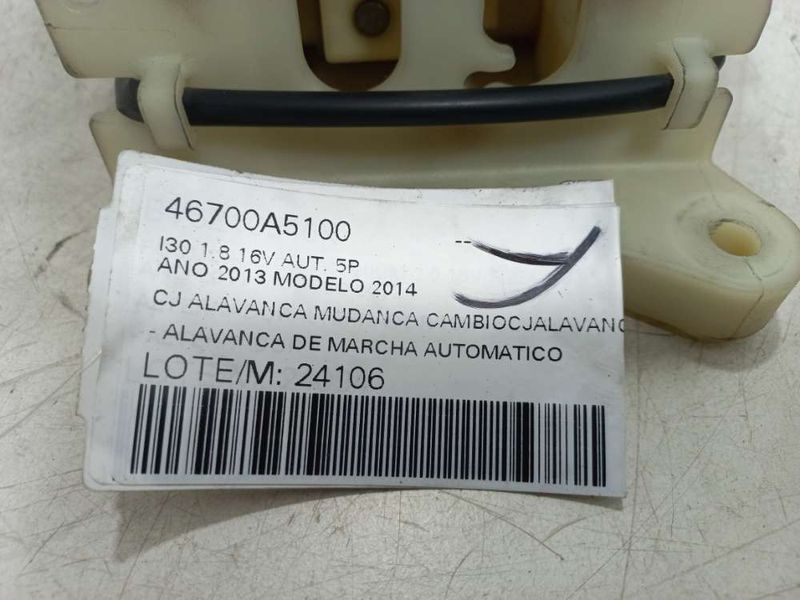 46700A5100
I30 1.8 16V AUT. 5P
ANO 2013 MODELO 2014
CJ ALAVANCA MUDANCA CAMBIOCJALAVANC
- ALAVANCA DE MARCHA AUTOMATICO
LOTE/M: 24106